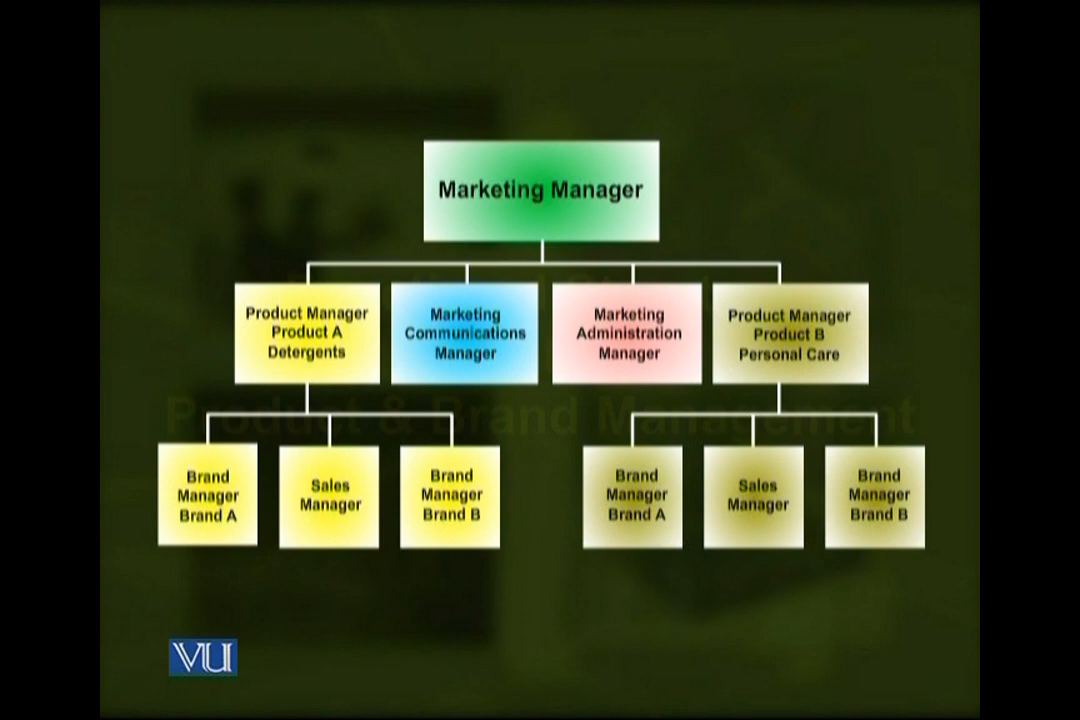 Marketing Manager
Product Manager
Product A
Detergents
Marketing
Communications
Manager
Marketing
Administration
Manager
Product Manager
Product B
Personal Care
Product & Brand Management
Brand
Manager
Brand A
Sales
Manager
Brand
Manager
Brand B
Brand
Manager
Brand A
Sales
Manager
Brand
Manager
Brand B
VU